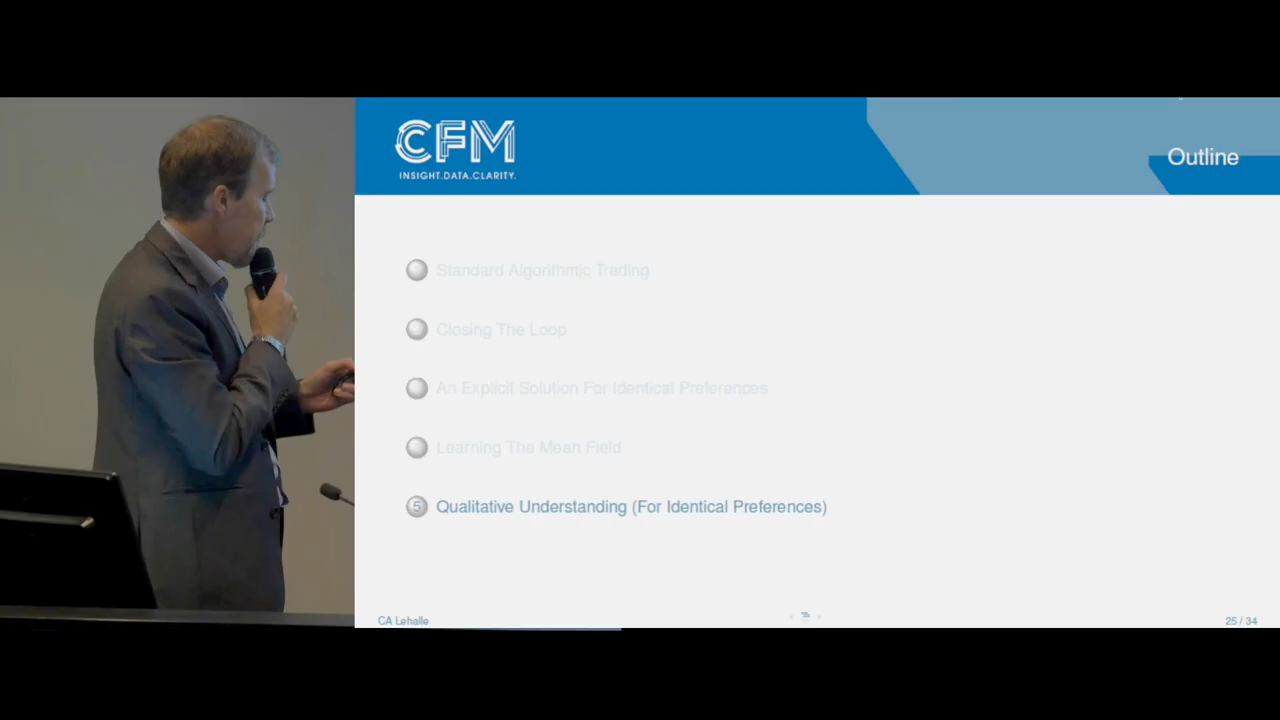 CFM
INSIGHT.DATA.CLARITY.
Outline
Standard Algorithmic Trading
Closing The Loop
An Explicit Solution For Identical Preferences
Learning The Mean Field
5 Qualitative Understanding (For Identical Preferences)
CA Lehalle
25 / 34